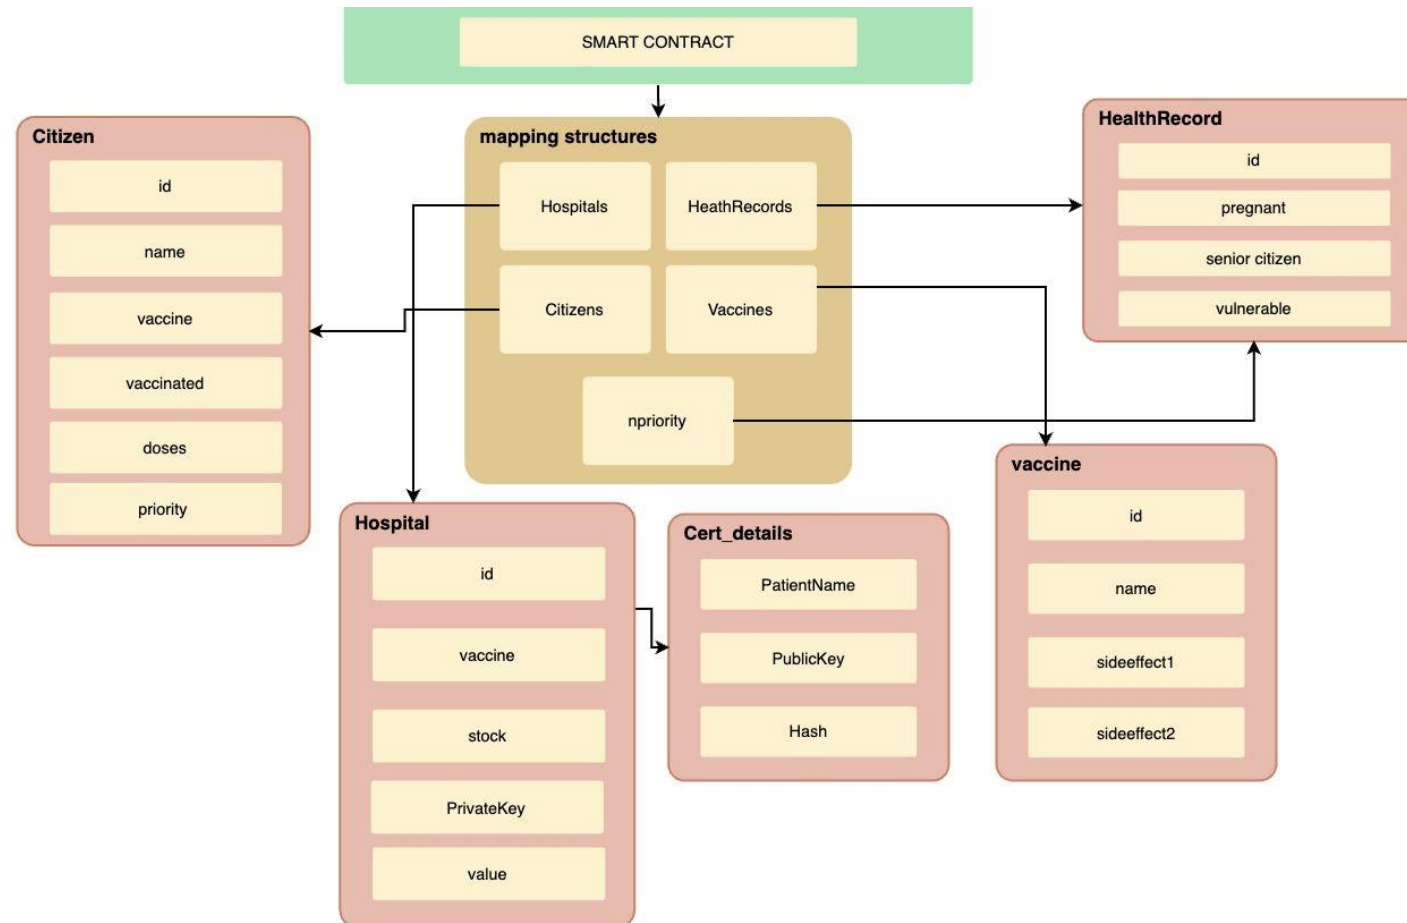 SMART CONTRACT
Citizen
id
name
vaccine
vaccinated
doses
priority
mapping structures
Hospitals
HeathRecords
Citizens
Vaccines
npriority
HealthRecord
id
pregnant
senior citizen
vulnerable
Hospital
id
vaccine
stock
PrivateKey
value
Cert_details
PatientName
PublicKey
Hash
vaccine
id
name
sideeffect1
sideeffect2